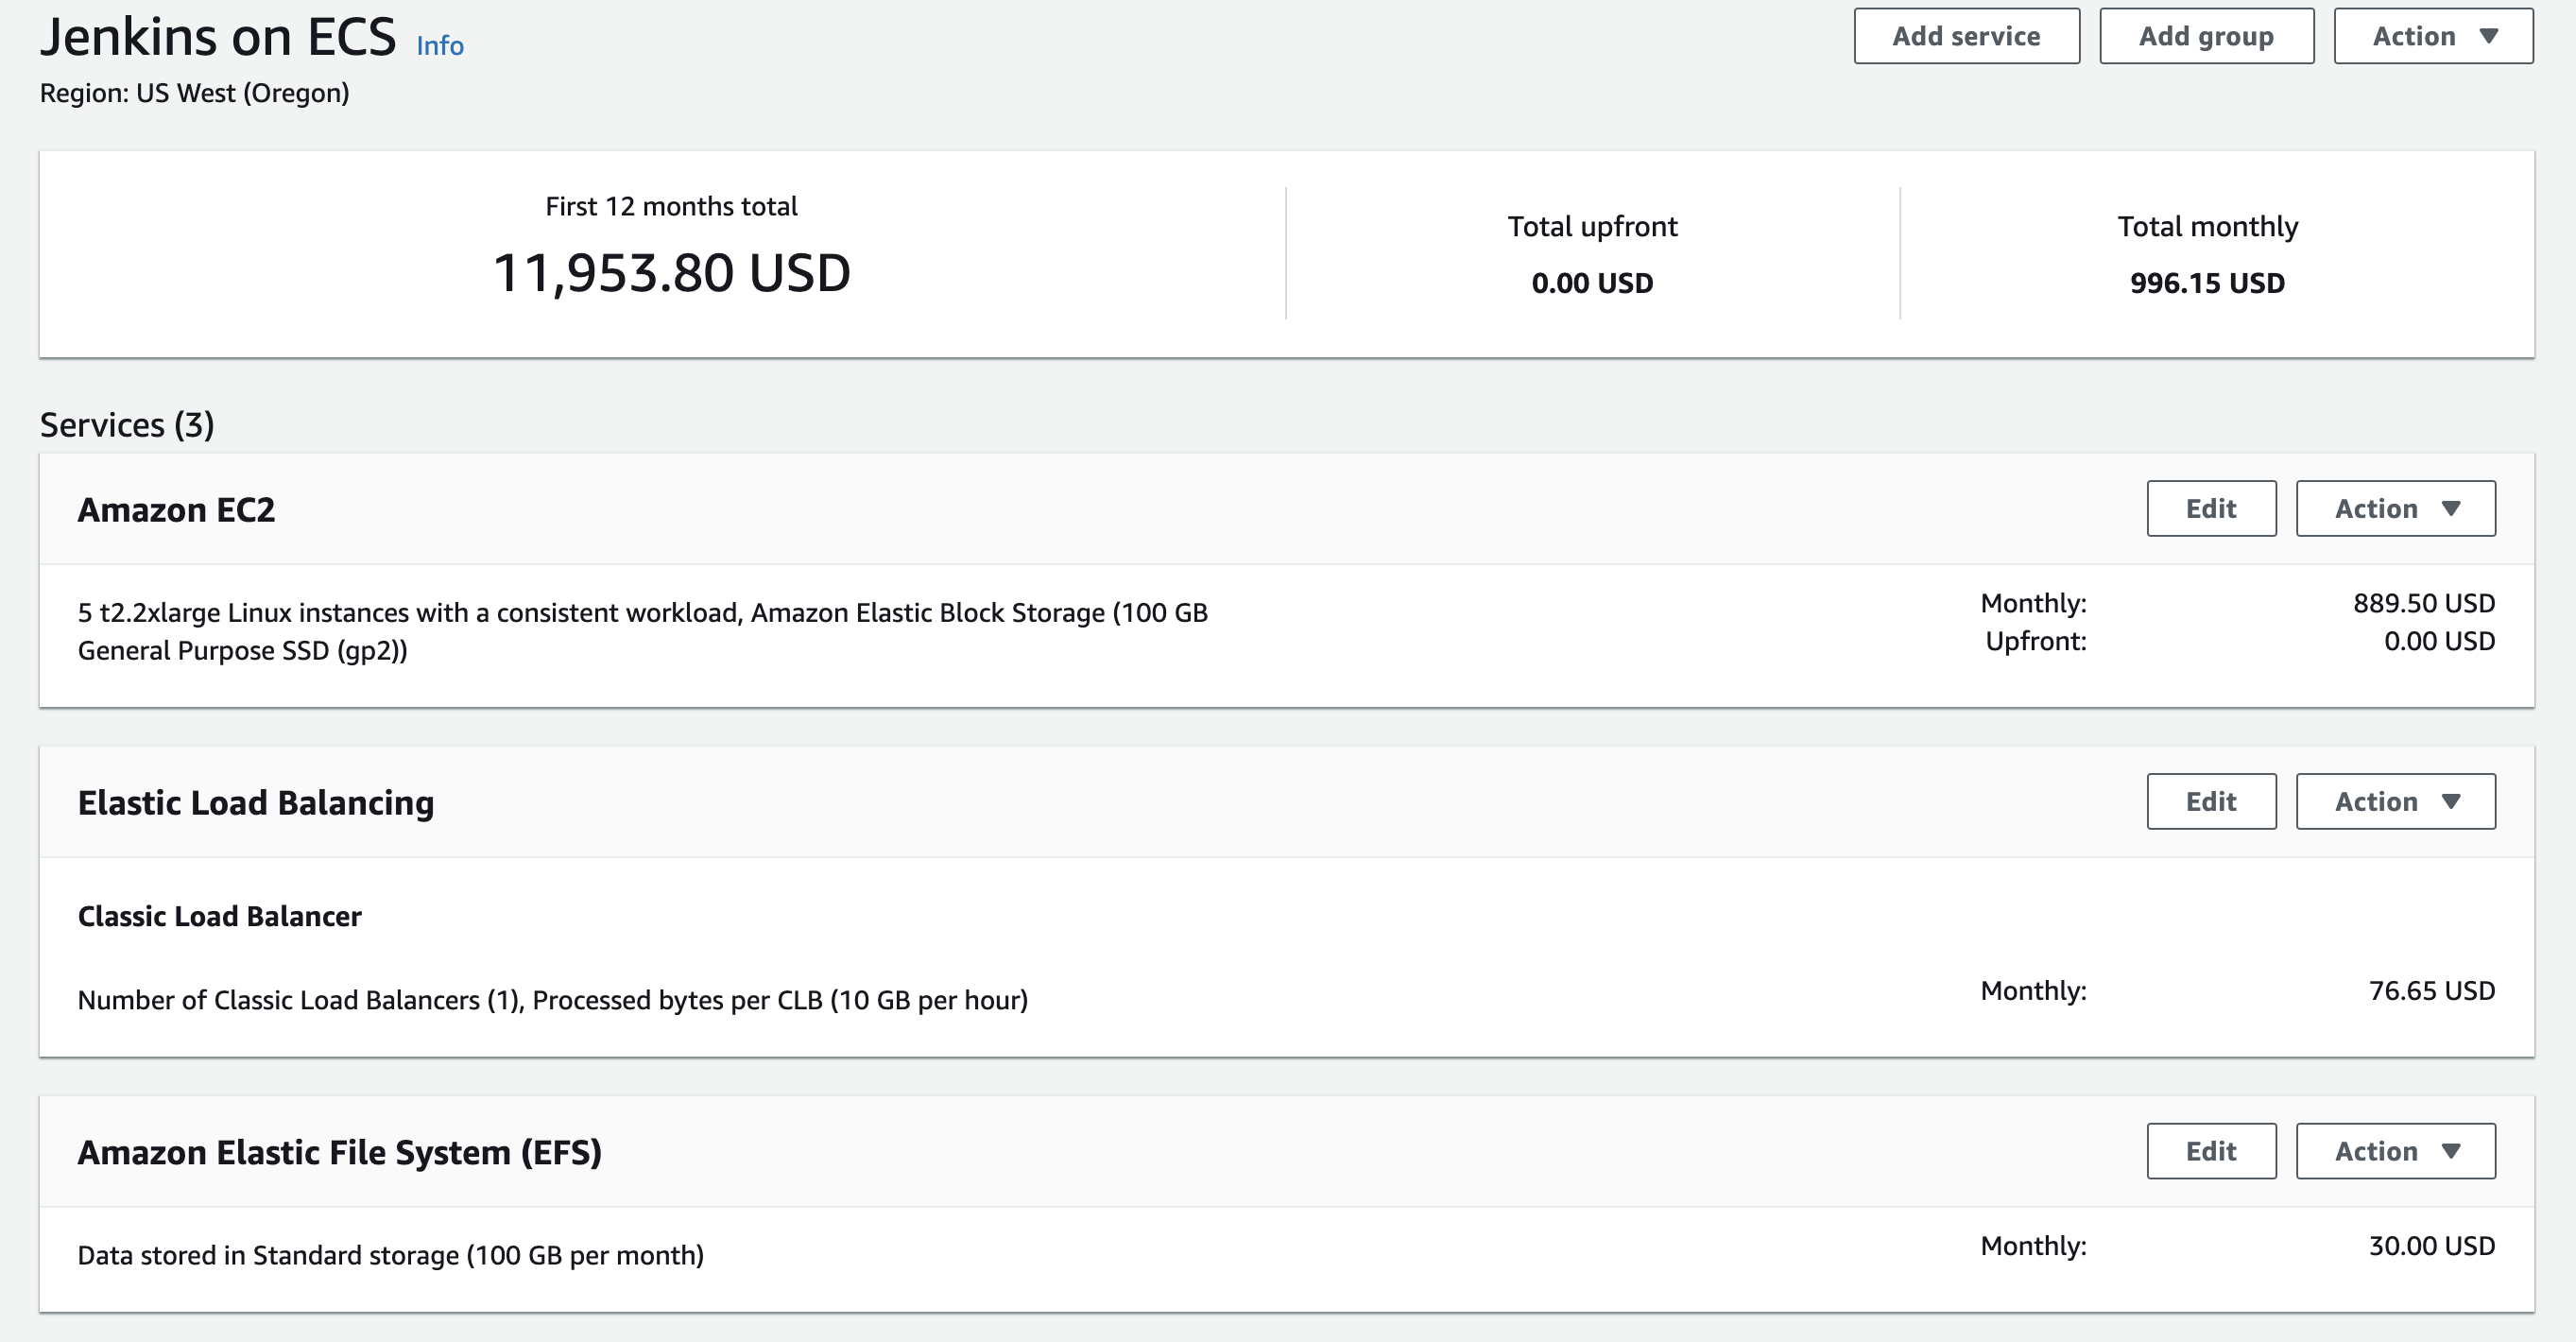 Jenkins on ECS Info
Add service
Add group
Action
Region: US West (Oregon)
First 12 months total
11,953.80 USD
Total upfront
0.00 USD
Total monthly
996.15 USD
Services (3)
Amazon EC2
Edit
Action
5 t2.2xlarge Linux instances with a consistent workload, Amazon Elastic Block Storage (100 GB
General Purpose SSD (gp2))
Monthly: 889.50 USD
Upfront: 0.00 USD
Elastic Load Balancing
Edit
Action
Classic Load Balancer
Number of Classic Load Balancers (1), Processed bytes per CLB (10 GB per hour)
Monthly: 76.65 USD
Amazon Elastic File System (EFS)
Edit
Action
Data stored in Standard storage (100 GB per month)
Monthly: 30.00 USD